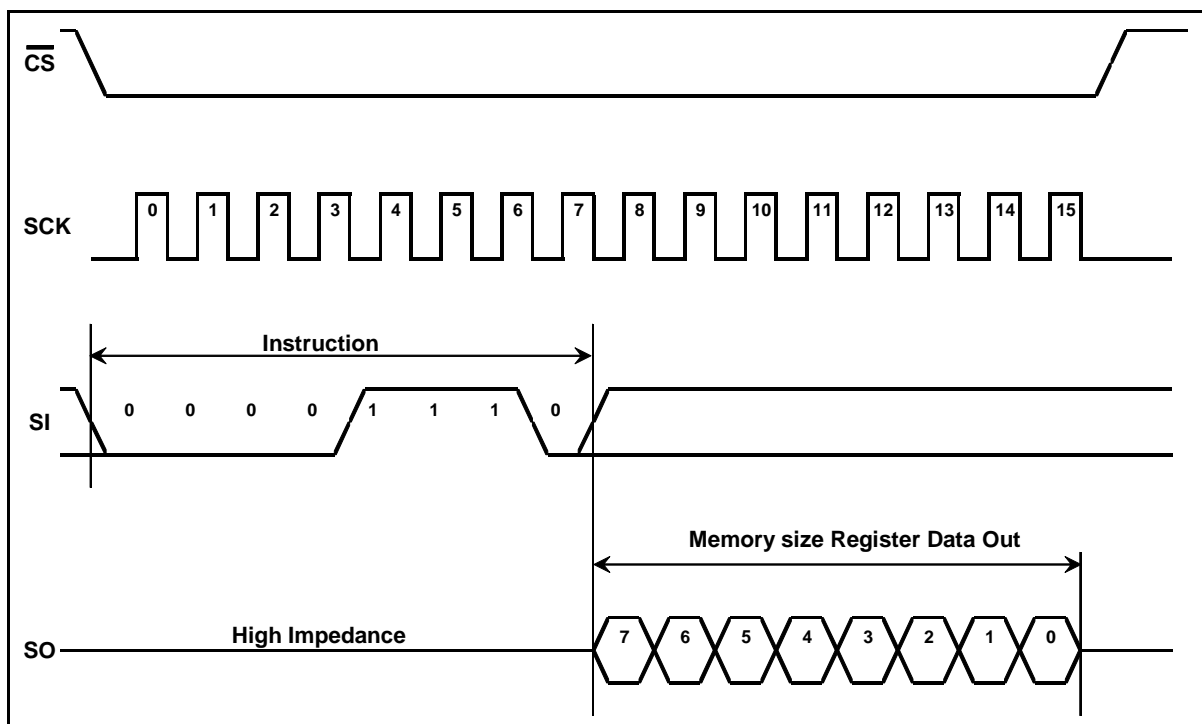 CS
SCK
0 1 2 3 4 5 6 7 8 9 10 11 12 13 14 15
Instruction
SI
0 0 0 0 1 1 1 0
Memory size Register Data Out
SO
High Impedance
7 6 5 4 3 2 1 0